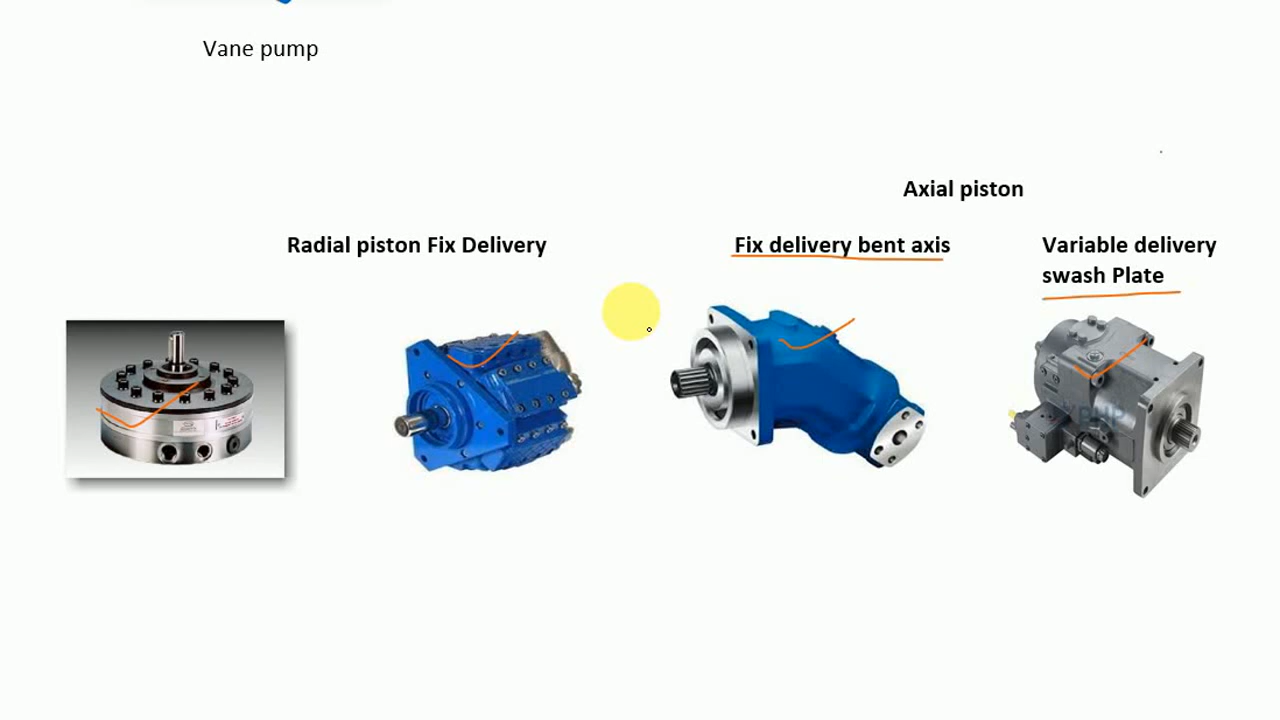 Vane pump
Axial piston
Radial piston Fix Delivery
Fix delivery bent axis
Variable delivery
swash Plate